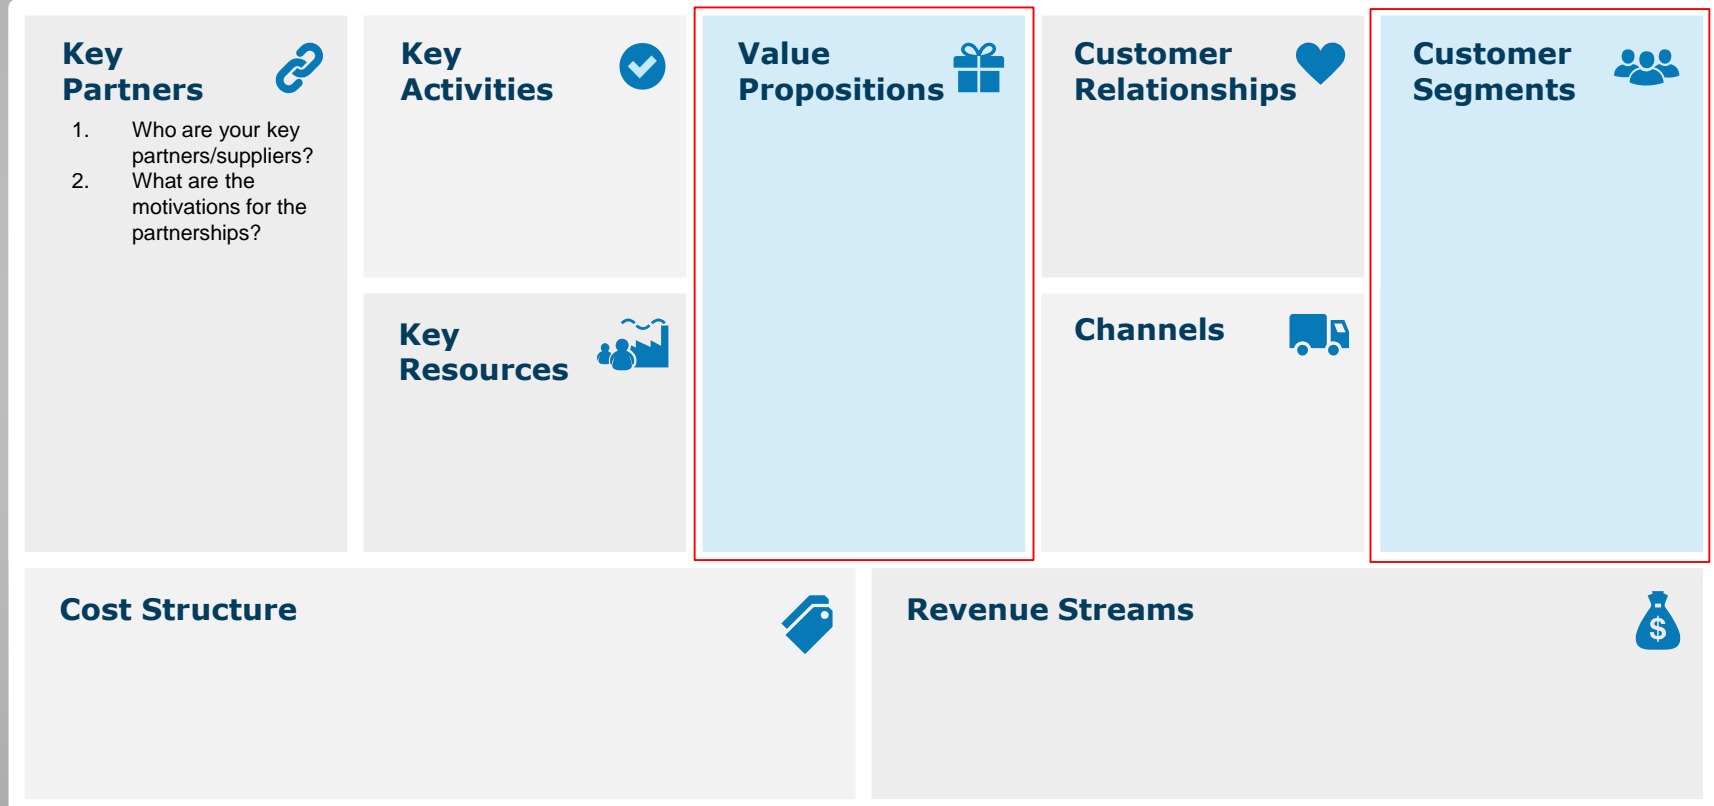 Key
Partners
1. Who are your key
partners/suppliers?
2. What are the
motivations for the
partnerships?
Key
Activities
Key
Resources
Value
Propositions
Customer
Relationships
Channels
Customer
Segments
Cost Structure
Revenue Streams
$